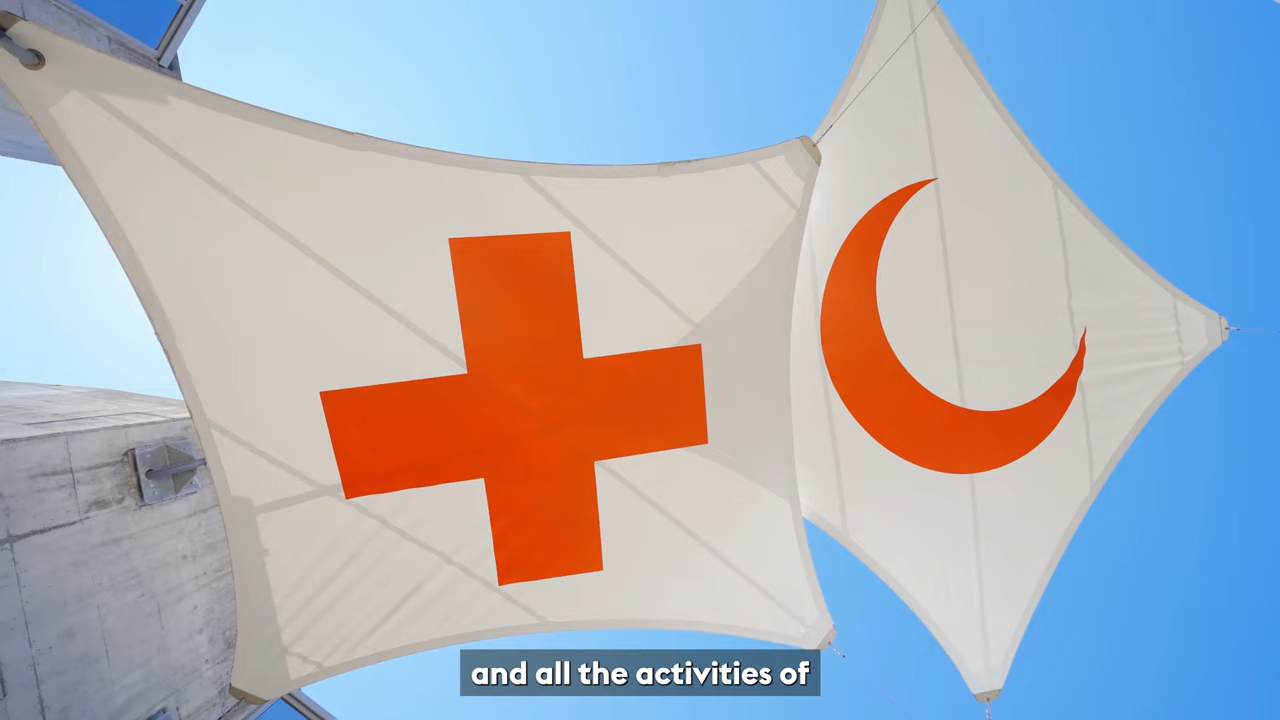 and all the activities of